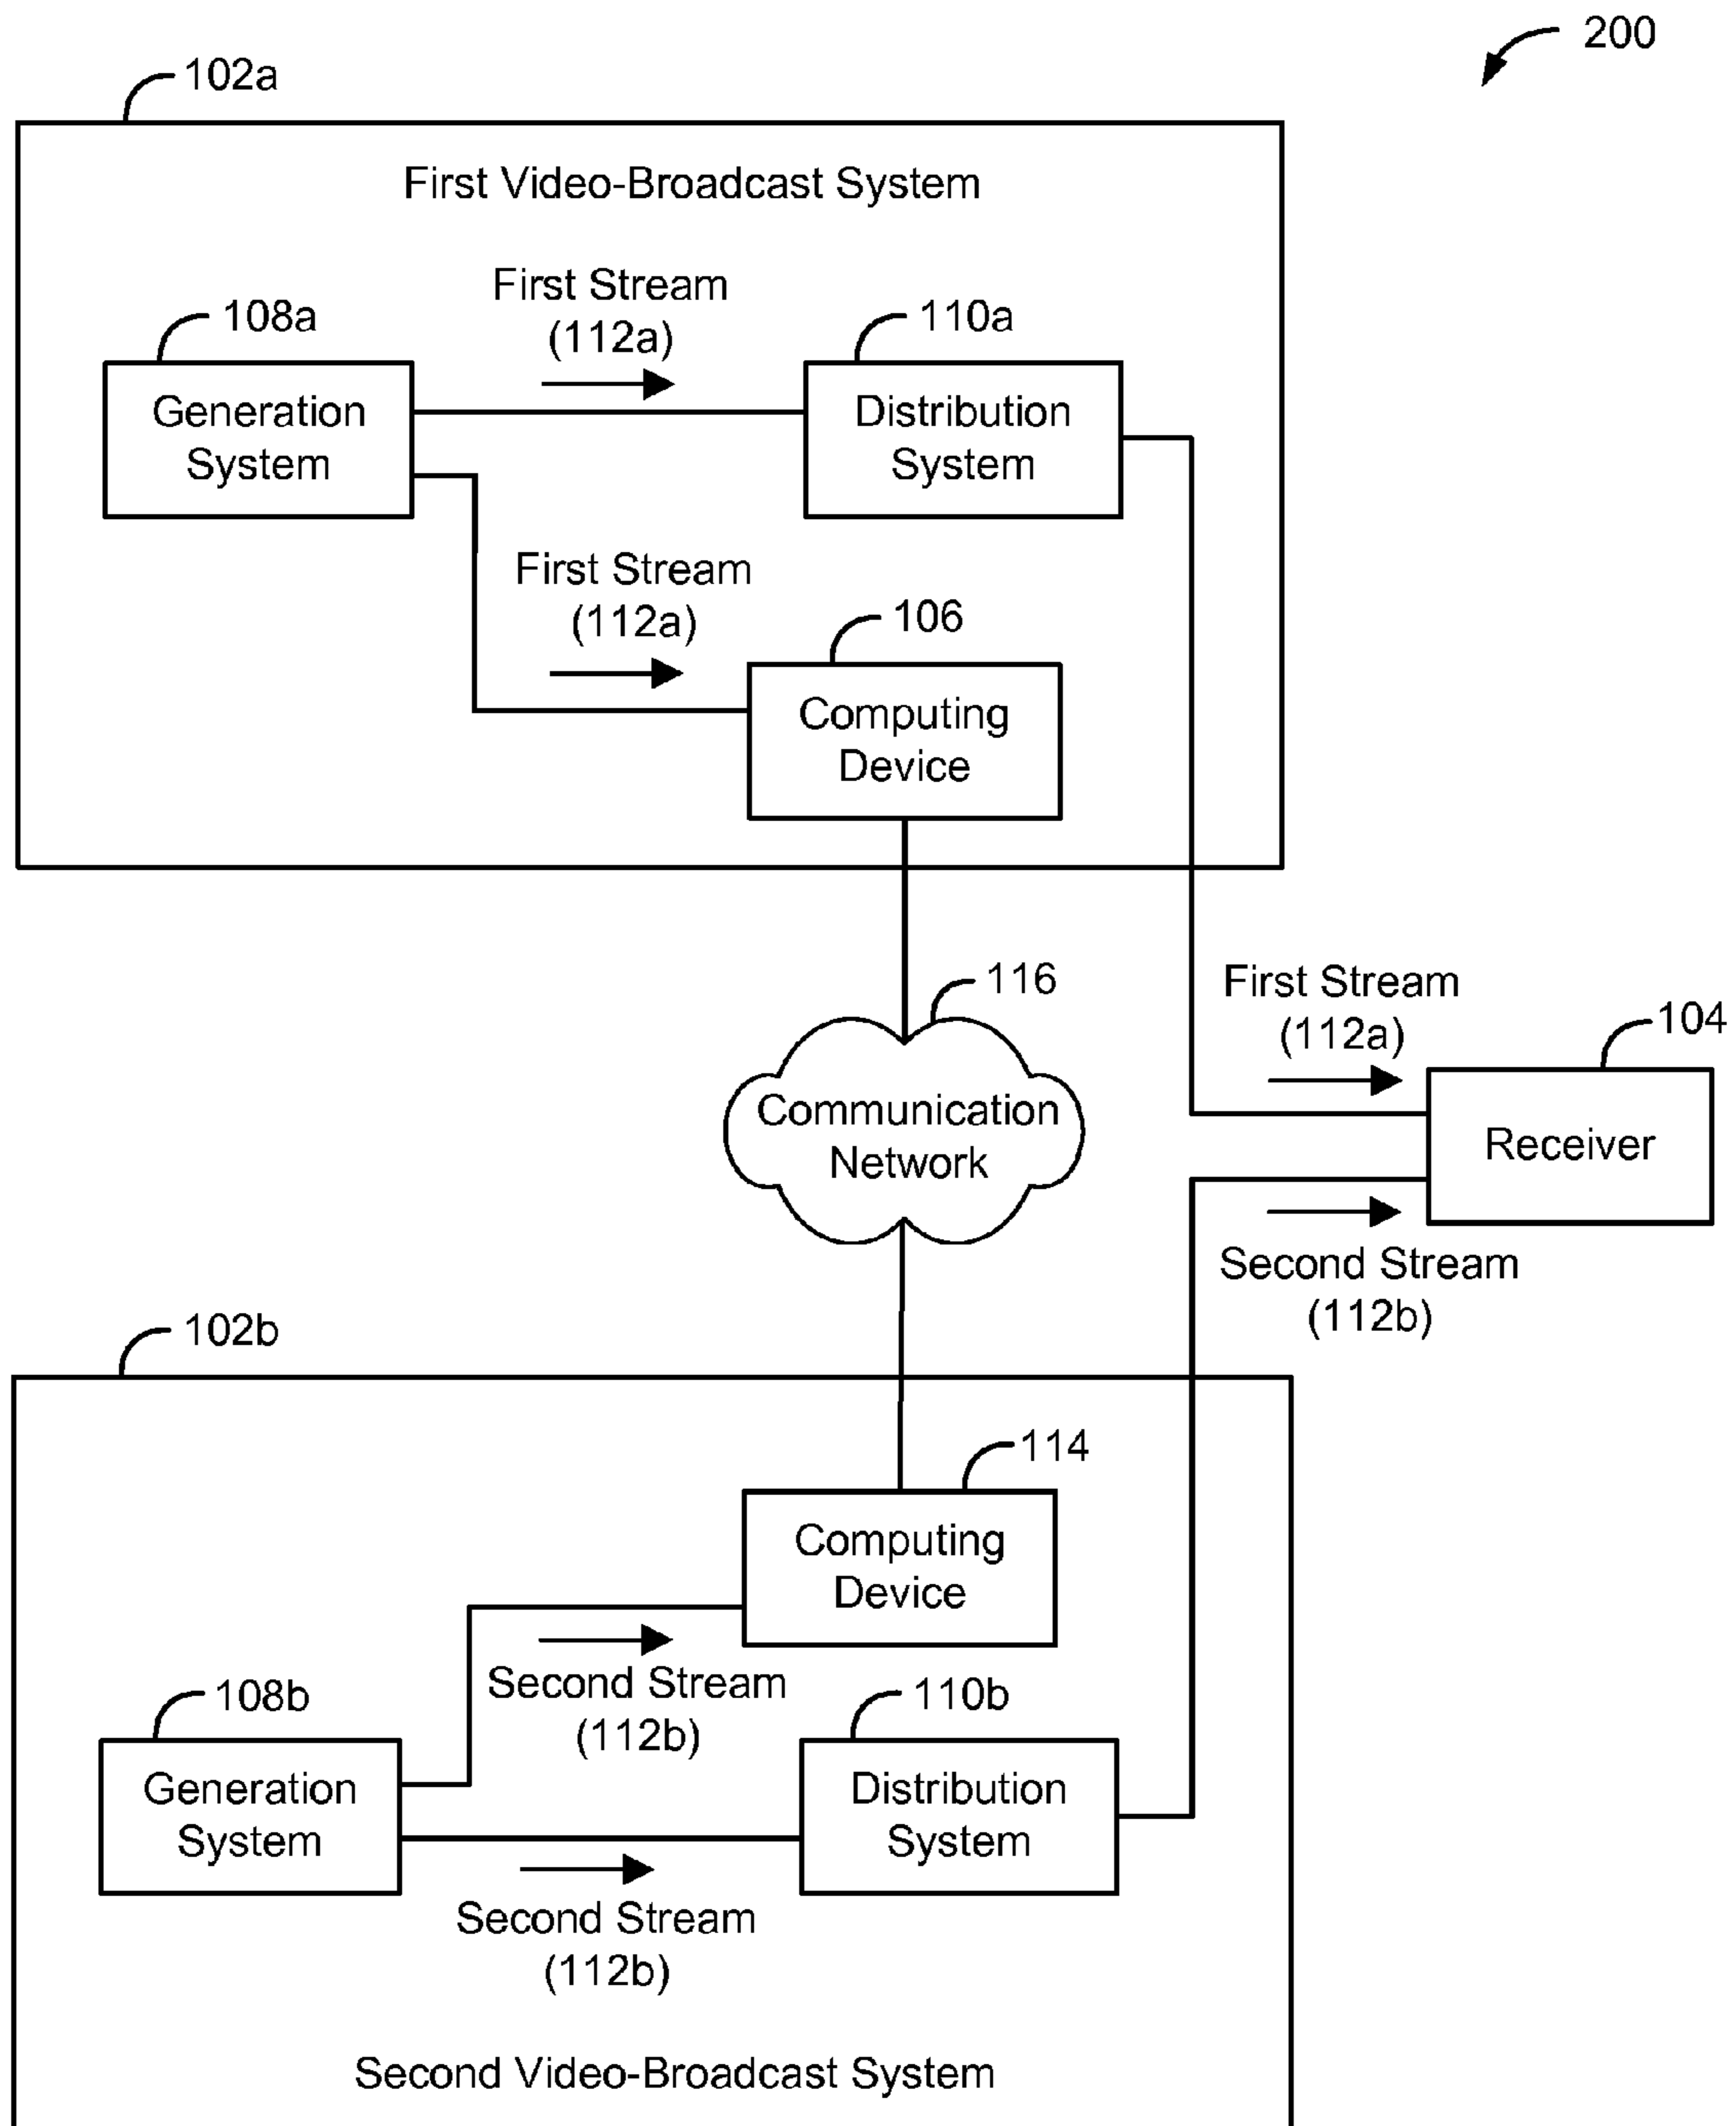 200
102a
First Video-Broadcast System
First Stream
(112a)
108a
110a
Generation
System
Distribution
System
First Stream
(112a)
106
Computing
Device
116
Communication
Network
First Stream
(112a)
104
Receiver
Second Stream
(112b)
102b
114
Computing
Device
Second Stream
(112b)
108b
110b
Generation
System
Distribution
System
Second Stream
(112b)
Second Video-Broadcast System